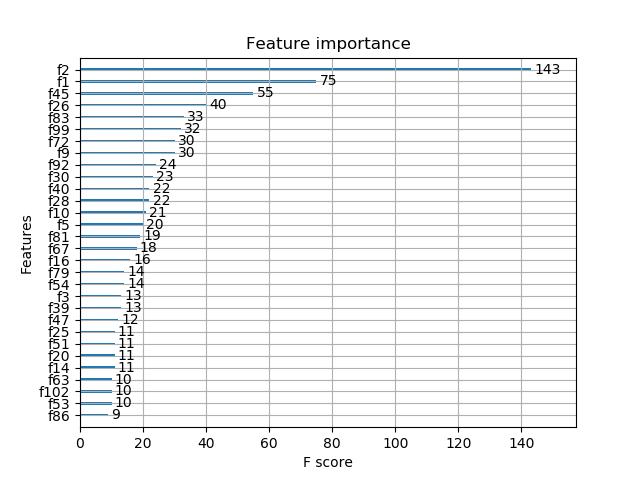 Feature importance
Features
f2 143
f1 75
f45 55
f26 40
f83 33
f99 32
f72 30
f9 30
f92 24
f30 23
f40 22
f28 22
f10 21
f5 20
f81 19
f67 18
f16 16
f79 14
f54 14
f3 13
f39 13
f47 12
f25 11
f51 11
f20 11
f14 11
f63 10
f102 10
f53 10
f86 9
0 20 40 60 80 100 120 140
F score